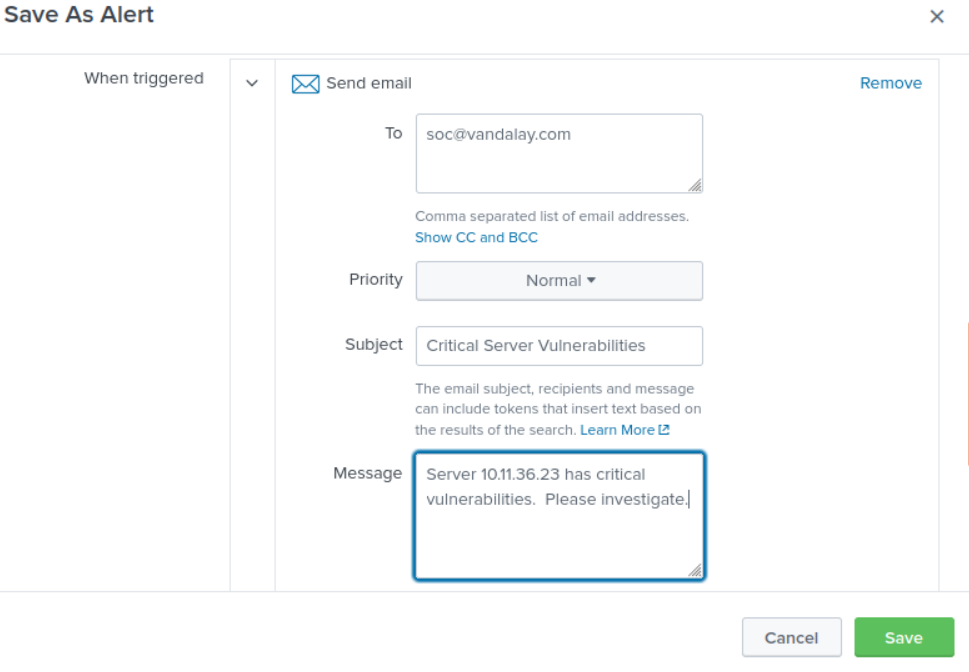 Save As Alert
When triggered
Send email
Remove
To
soc@vandalay.com
Comma separated list of email addresses.
Show CC and BCC
Priority
Normal
Subject
Critical Server Vulnerabilities
The email subject, recipients and message
can include tokens that insert text based on
the results of the search. Learn More
Message
Server 10.11.36.23 has critical
vulnerabilities.  Please investigate.
Cancel
Save